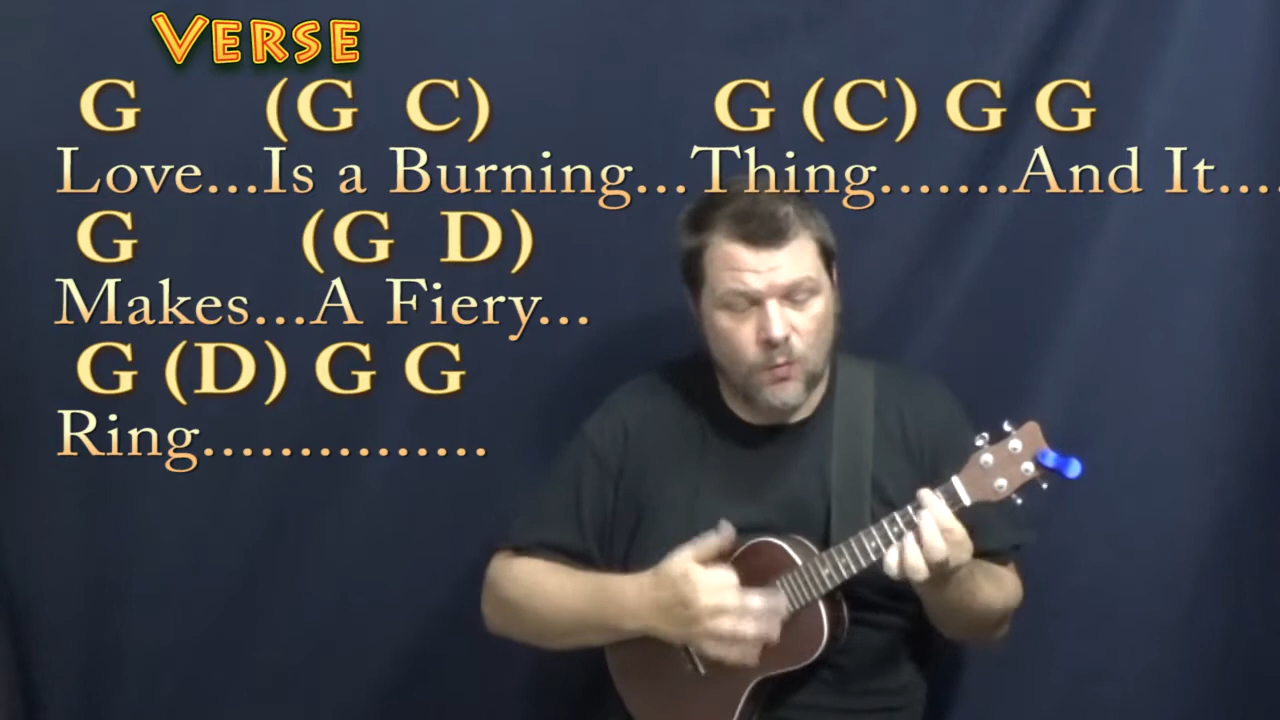 VERSE
G (G C) G (C) G G
Love...Is a Burning...Thing.......And It....
G (G D)
Makes...A Fiery...
G (D) G G
Ring...............